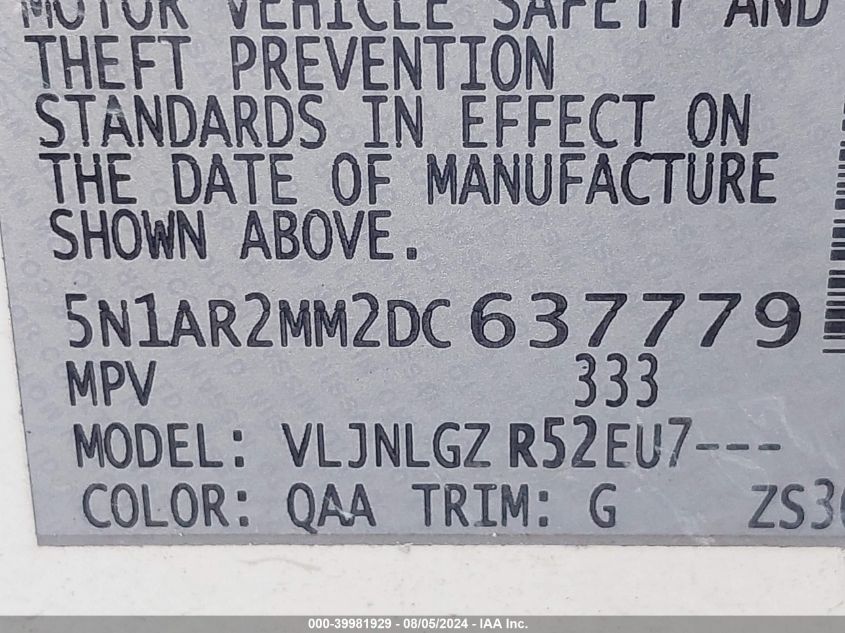 MOTOR VEHICLE SAFETY AND
THEFT PREVENTION
STANDARDS IN EFFECT ON
THE DATE OF MANUFACTURE
SHOWN ABOVE.
5N1AR2MM2DC637779
MPV 333
MODEL: VLJNLGZ R52EU7---
COLOR: QAA TRIM: G ZS3
000-39981929 - 08/05/2024 - IAA Inc.